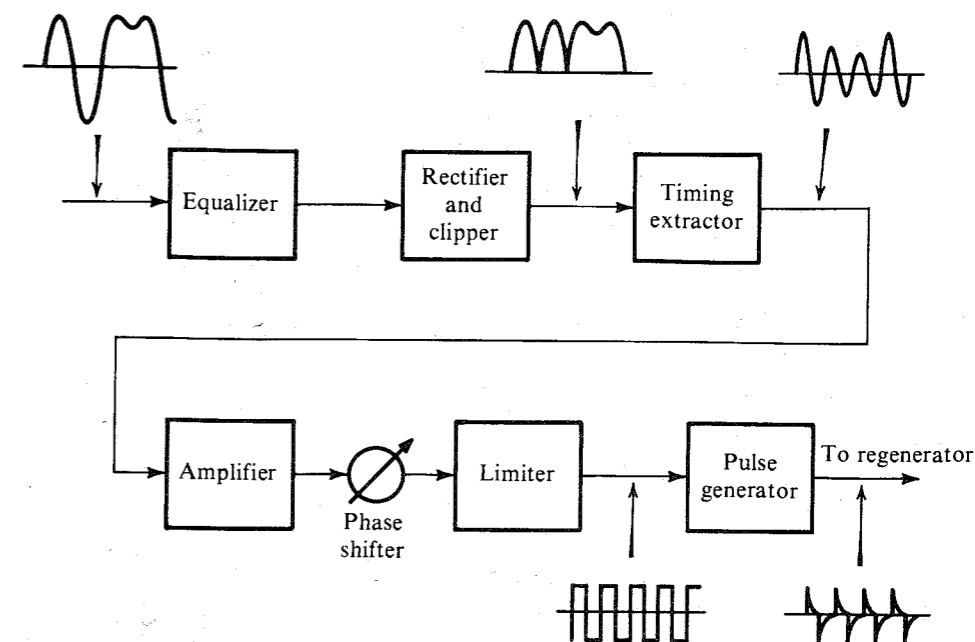 Equalizer
Rectifier
and
clipper
Timing
extractor
Amplifier
Phase
shifter
Limiter
Pulse
generator
To regenerator